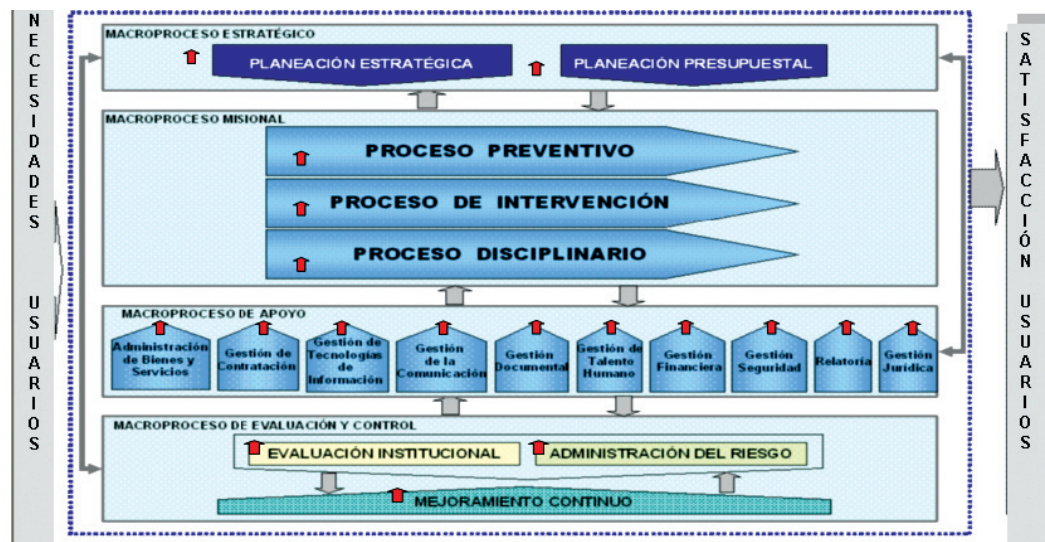 NECESIDADES USUARIOS
MACROPROCESO ESTRATÉGICO
PLANEACIÓN ESTRATÉGICA
PLANEACIÓN PRESUPUESTAL
MACROPROCESO MISIONAL
PROCESO PREVENTIVO
PROCESO DE INTERVENCIÓN
PROCESO DISCIPLINARIO
MACROPROCESO DE APOYO
Administración
de Bienes y
Servicios
Gestión de
Contratación
Gestión de
Tecnologías
de
Información
Gestión
de la
Comunicación
Gestión
Documental
Gestión de
Talento
Humano
Gestión
Financiera
Gestión
Seguridad
Relatoría
Gestión
Jurídica
MACROPROCESO DE EVALUACIÓN Y CONTROL
EVALUACIÓN INSTITUCIONAL
ADMINISTRACIÓN DEL RIESGO
MEJORAMIENTO CONTINUO
SATISFACCIÓN USUARIOS